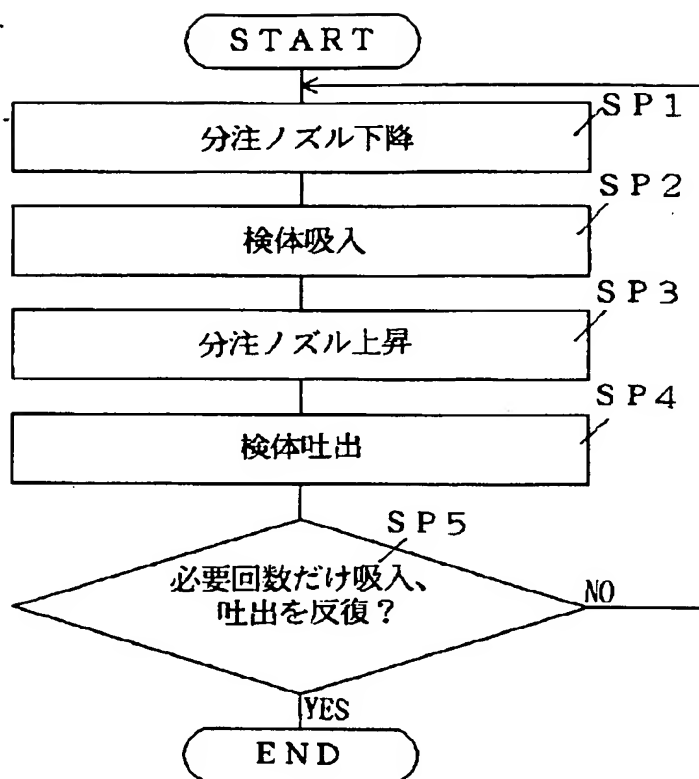 START
SP1
分注ノズル下降
SP2
検体吸入
SP3
分注ノズル上昇
SP4
検体吐出
SP5
必要回数だけ吸入、
吐出を反復？
NO
YES
END